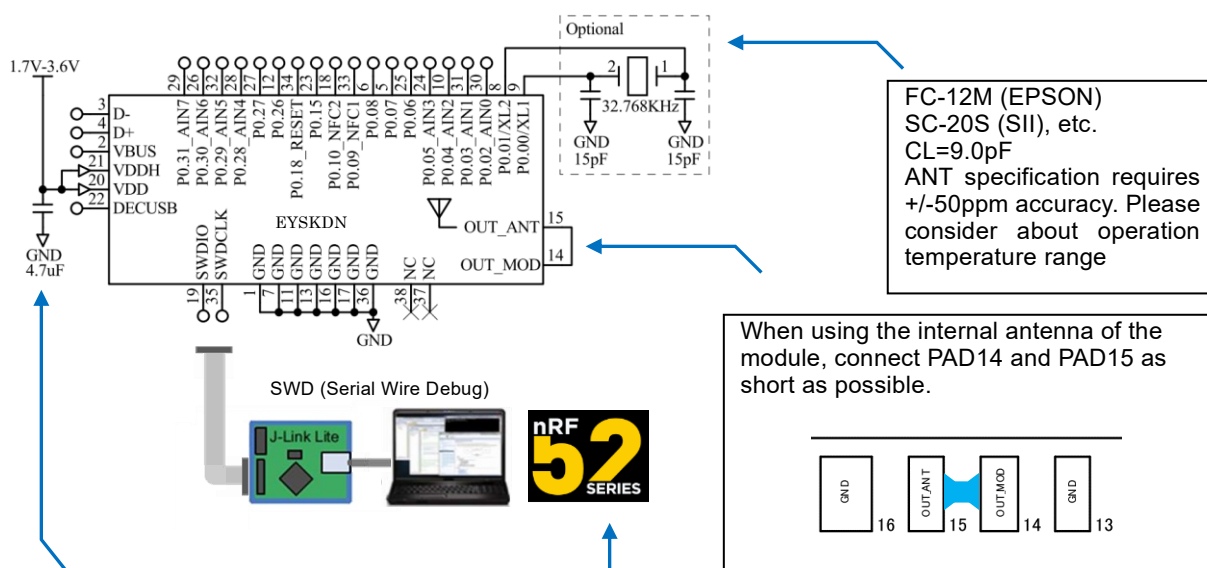 Optional
1.7V-3.6V
29
26
32
28
27
12
34
23
18
33
6
5
25
24
10
31
30
8
9
2
1
32.768KHz
GND
15pF
GND
15pF
P0.31_AIN7
P0.30_AIN6
P0.29_AIN5
P0.28_AIN4
P0.27
P0.26
P0.18_RESET
P0.15
P0.10_NFC2
P0.09_NFC1
P0.08
P0.07
P0.06
P0.05_AIN3
P0.04_AIN2
P0.03_AIN1
P0.02_AIN0
P0.01/XL2
P0.00/XL1
3 D-
4 D+
2 VBUS
21 VDDH
20 VDD
22 DECUSB
GND
4.7uF
EYSKDN
OUT_ANT 15
OUT_MOD 14
SWDIO
SWDCLK
GND
GND
GND
GND
GND
GND
GND
NC
NC
19
35
1
7
11
13
16
17
36
38
37
GND
FC-12M (EPSON)
SC-20S (SII), etc.
CL=9.0pF
ANT specification requires
+/-50ppm accuracy. Please
consider about operation
temperature range
When using the internal antenna of the
module, connect PAD14 and PAD15 as
short as possible.
GND
16
OUT_ANT
15
OUT_MOD
14
GND
13
SWD (Serial Wire Debug)
J-Link Lite
nRF
52
SERIES